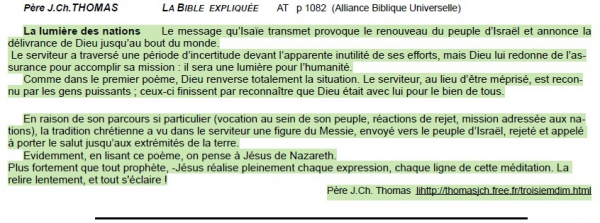 Père J.Ch.THOMAS LA BIBLE EXPLIQUÉE AT p 1082 (Alliance Biblique Universelle)
La lumière des nations Le message qu'Isaïe transmet provoque le renouveau du peuple d'Israël et annonce la
délivrance de Dieu jusqu'au bout du monde.
Le serviteur a traversé une période d'incertitude devant l'apparente inutilité de ses efforts, mais Dieu lui redonne de l'as-
surance pour accomplir sa mission : il sera une lumière pour l'humanité.
Comme dans le premier poème, Dieu renverse totalement la situation. Le serviteur, au lieu d'être méprisé, est recon-
nu par les gens puissants ; ceux-ci finissent par reconnaître que Dieu était avec lui pour le bien de tous.
En raison de son parcours si particulier (vocation au sein de son peuple, réactions de rejet, mission adressée aux na-
tions), la tradition chrétienne a vu dans le serviteur une figure du Messie, envoyé vers le peuple d'Israël, rejeté et appelé
à porter le salut jusqu'aux extrémités de la terre.
Evidemment, en lisant ce poème, on pense à Jésus de Nazareth.
Plus fortement que tout prophète, -Jésus réalise pleinement chaque expression, chaque ligne de cette méditation. La
relire lentement, et tout s'éclaire !
Père J.Ch. Thomas lihttp://thomasjch.free.fr/troisiemdim.html